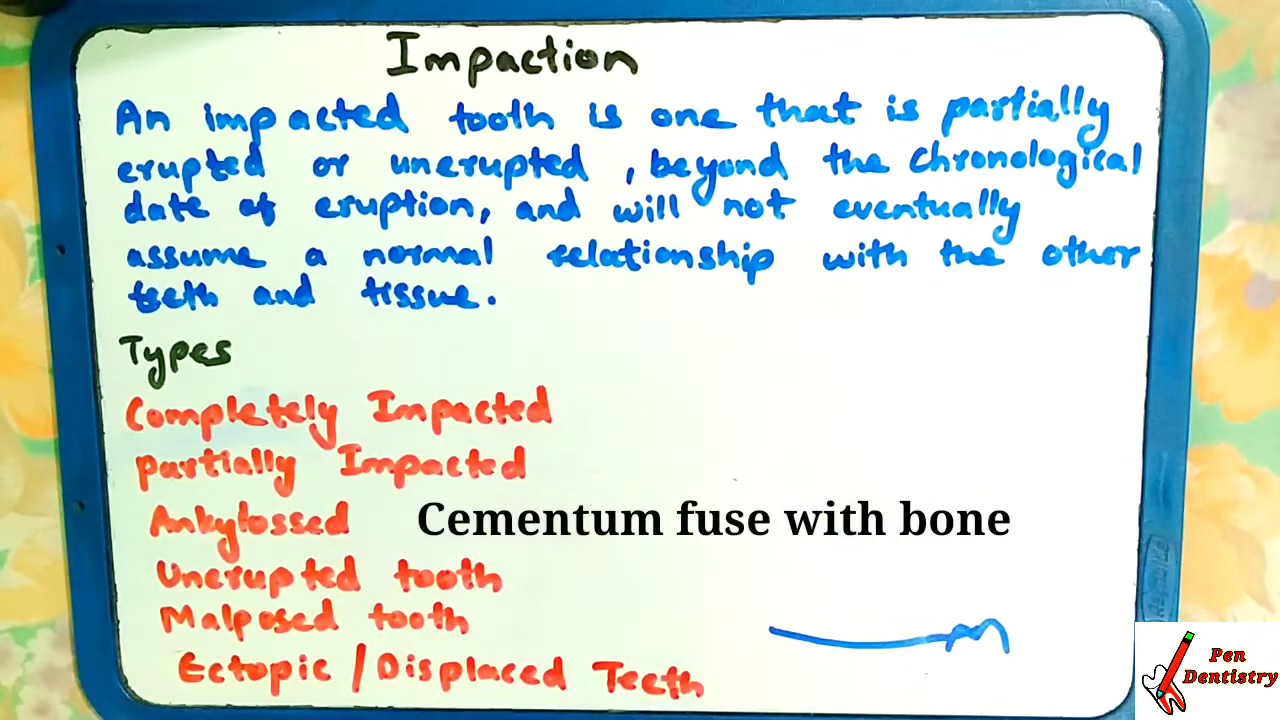 Impaction
An impacted tooth is one that is partially
erupted or unerupted, beyond the chronological
date of eruption, and will not eventually
assume a normal relationship with the other
teeth and tissue.
Types
Completely Impacted
partially Impacted
Ankylossed Cementum fuse with bone
Unerupted tooth
Malposed tooth
Ectopic / Displaced Teeth
Pen
Dentistry